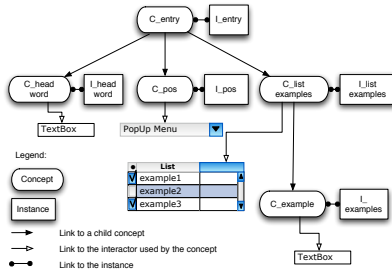 C_entry
I_entry
C_head
word
I_head
word
C_pos
I_pos
C_list
examples
I_list
examples
TextBox
PopUp Menu
List
example1
example2
example3
Legend:
Concept
Instance
C_example
I_
examples
Link to a child concept
Link to the interactor used by the concept
Link to the instance
TextBox